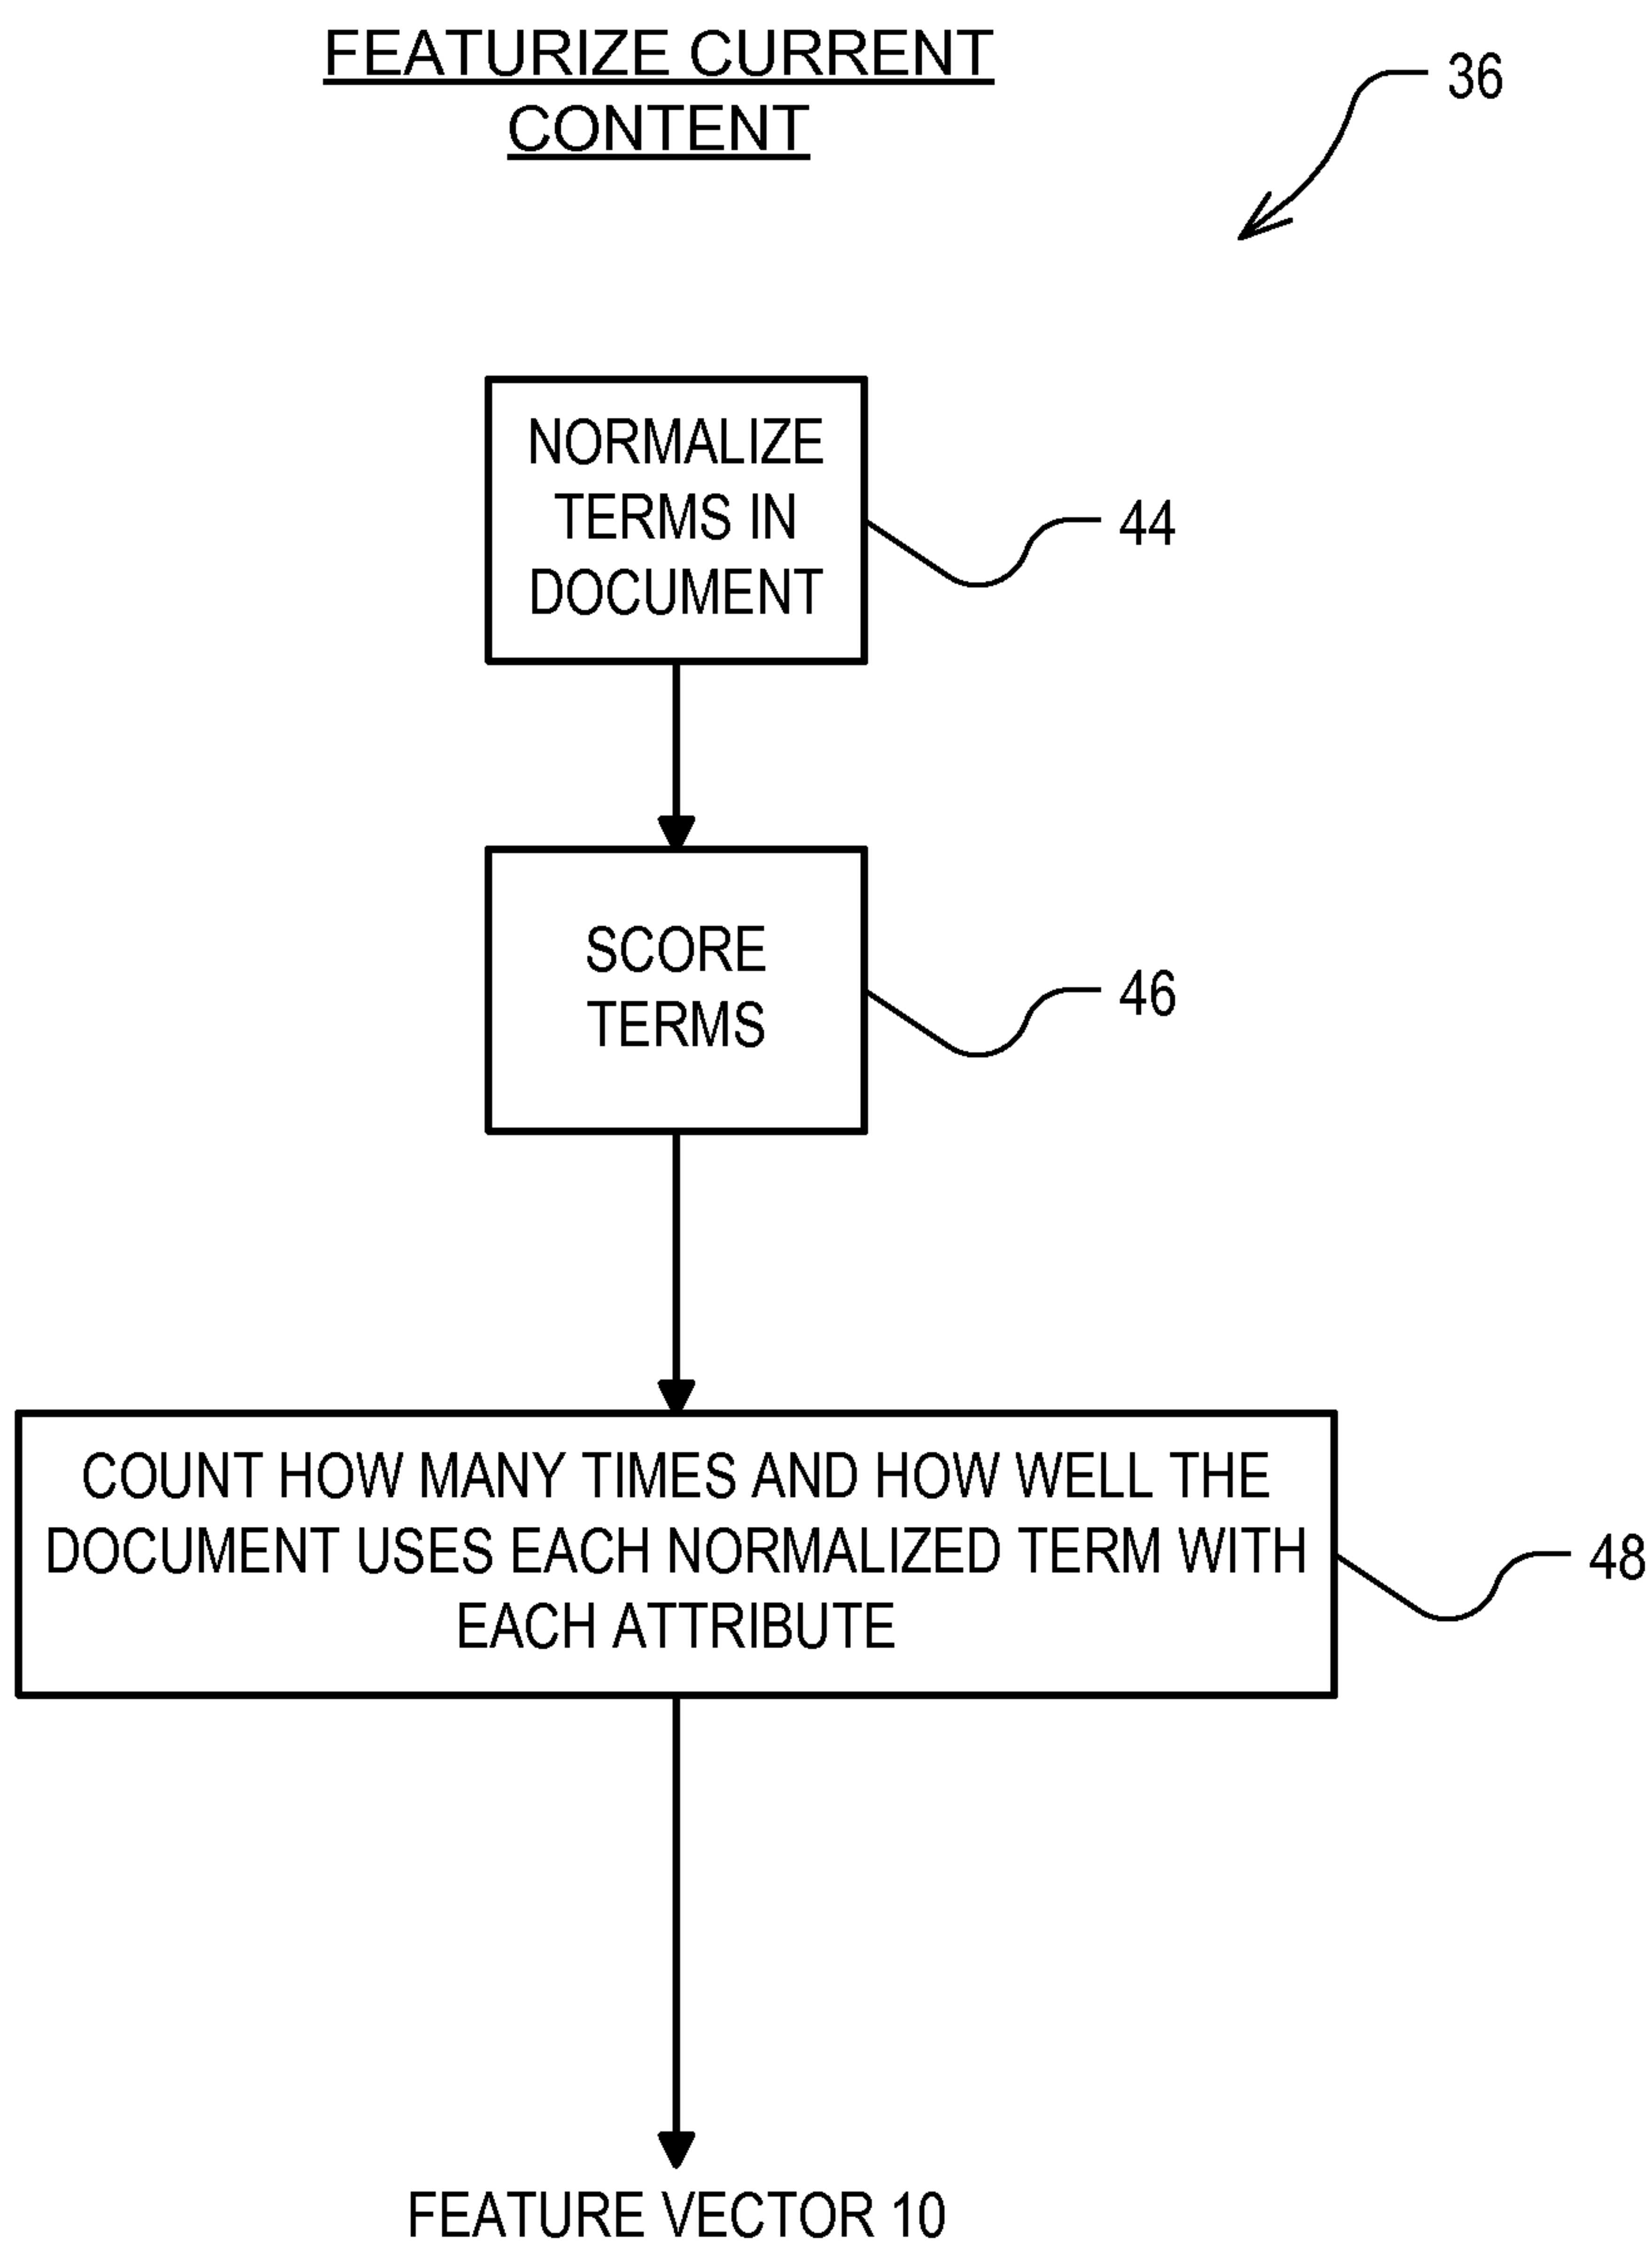 FEATURIZE CURRENT
CONTENT
36
NORMALIZE
TERMS IN
DOCUMENT
44
SCORE
TERMS
46
COUNT HOW MANY TIMES AND HOW WELL THE
DOCUMENT USES EACH NORMALIZED TERM WITH
EACH ATTRIBUTE
48
FEATURE VECTOR 10